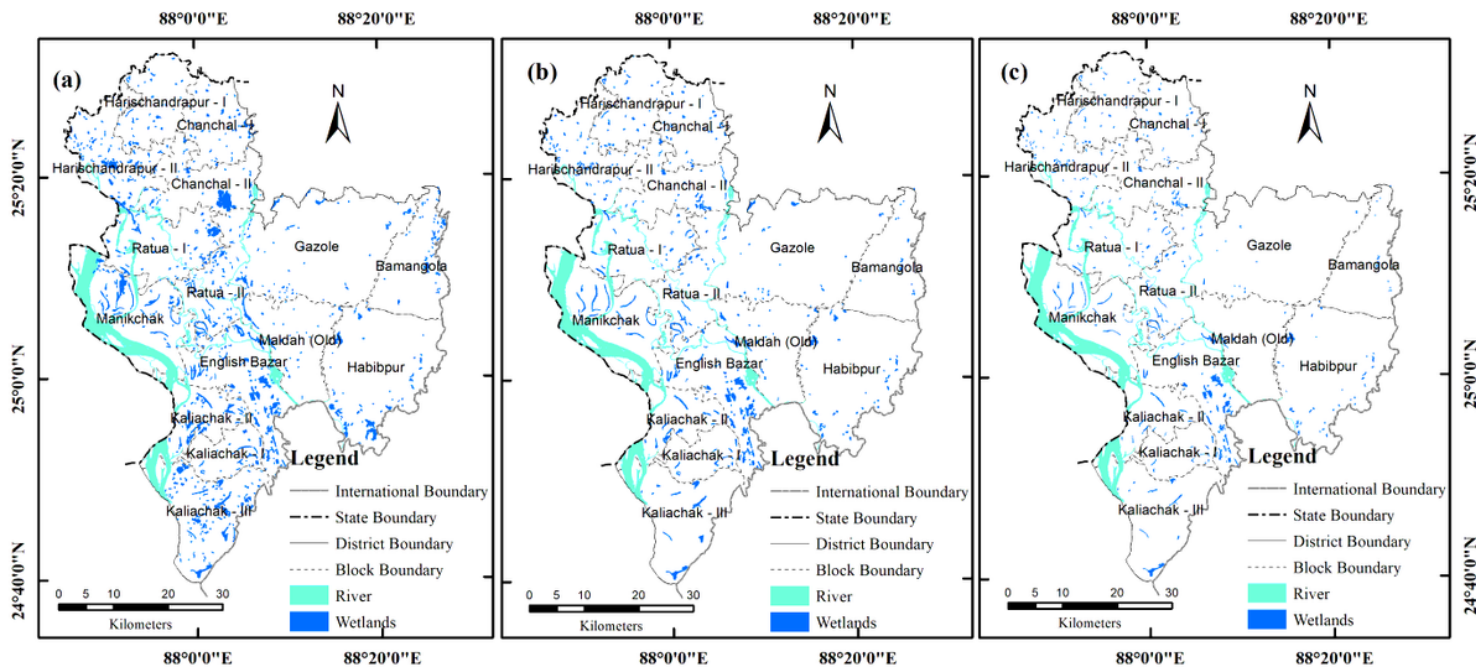 88°0'0"E 88°20'0"E 88°0'0"E 88°20'0"E 88°0'0"E 88°20'0"E
25°20'0"N
25°0'0"N
24°40'0"N
(a)
N
Harischandrapur - I
Chanchal - I
Harischandrapur - II
Chanchal - II
Ratua - I
Gazole
Bamangola
Ratua - II
Manikchak
Maldah (Old)
English Bazar
Habibpur
Kaliachak - II
Kaliachak - I
Kaliachak - III
Legend
International Boundary
State Boundary
District Boundary
Block Boundary
River
Wetlands
0 5 10 20 30
Kilometers
(b)
N
Harischandrapur - I
Chanchal - I
Harischandrapur - II
Chanchal - II
Ratua - I
Gazole
Bamangola
Ratua - II
Manikchak
Maldah (Old)
English Bazar
Habibpur
Kaliachak - II
Kaliachak - I
Kaliachak - III
Legend
International Boundary
State Boundary
District Boundary
Block Boundary
River
Wetlands
0 5 10 20 30
Kilometers
(c)
N
Harischandrapur - I
Chanchal
Harischandrapur - II
Chanchal - II
Ratua - I
Gazole
Bamangola
Ratua - II
Manikchak
Maldah (Old)
English Bazar
Habibpur
Kaliachak - II
Kaliachak - I
Kaliachak - III
Legend
International Boundary
State Boundary
District Boundary
Block Boundary
River
Wetlands
0 5 10 20 30
Kilometers
25°20'0"N
25°0'0"N
24°40'0"N
88°0'0"E 88°20'0"E 88°0'0"E 88°20'0"E 88°0'0"E 88°20'0"E